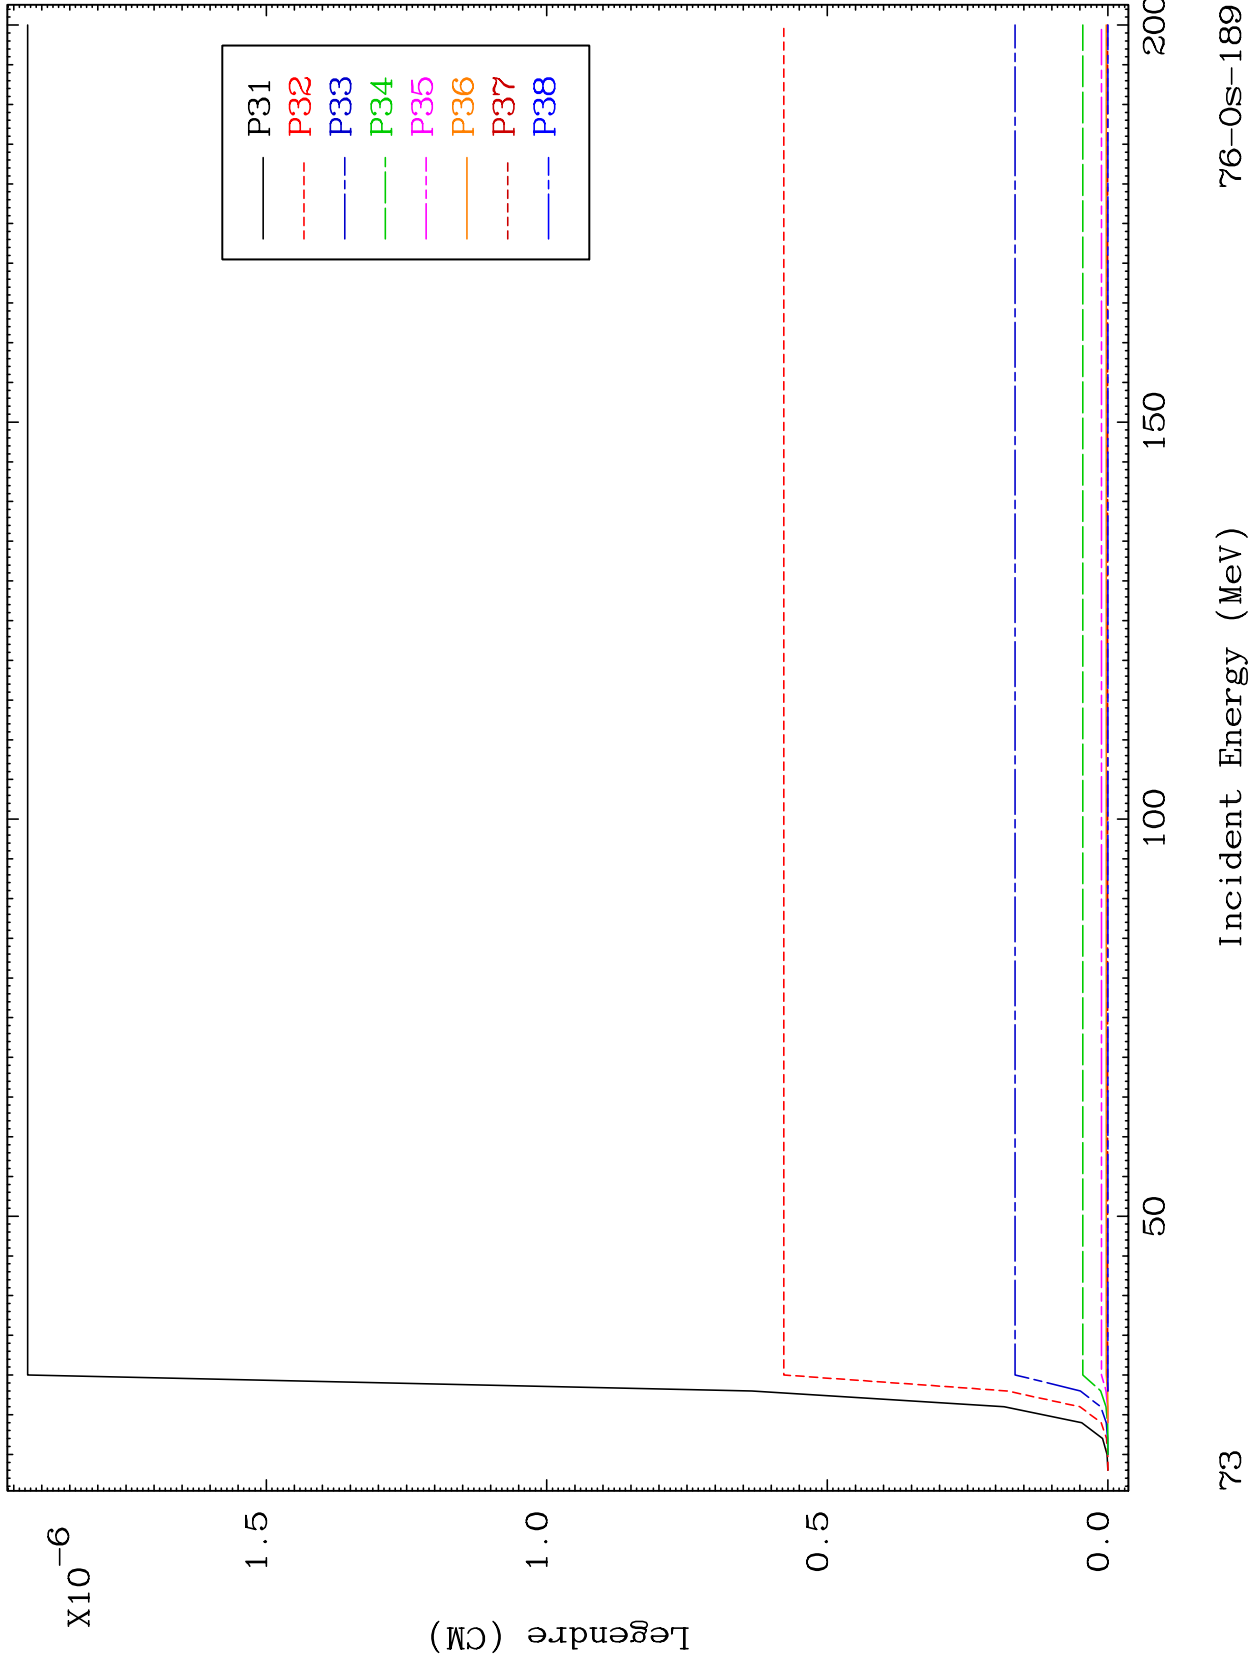 X10-6
1.5
1.0
0.5
0.0
Legendre (CM)
P31
P32
P33
P34
P35
P36
P37
P38
50
100
150
200
Incident Energy (MeV)
73
76-Os-189